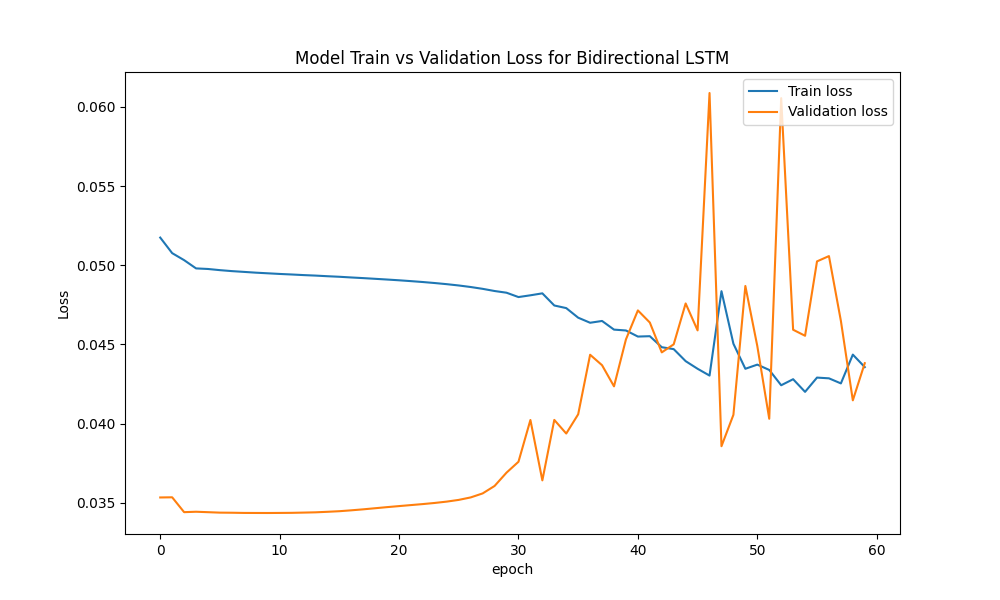 Model Train vs Validation Loss for Bidirectional LSTM
Train loss
Validation loss
0.060
0.055
0.050
0.045
0.040
0.035
Loss
0 10 20 30 40 50 60
epoch